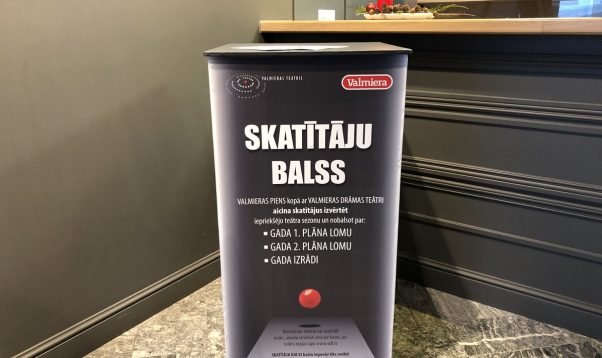 VALMIERAS TEĀTRIS
Valmiera
SKATĪTĀJU
BALSS
VALMIERAS PIENS kopā ar VALMIERAS DRĀMAS TEĀTRI
aicina skatītājus izvērtēt
iepriekšējo teātra sezonu un nobalsot par:
▪ GADA 1. PLĀNA LOMU
▪ GADA 2. PLĀNA LOMU
▪ GADA IZRĀDI
SKATĪTĀJU BALSS